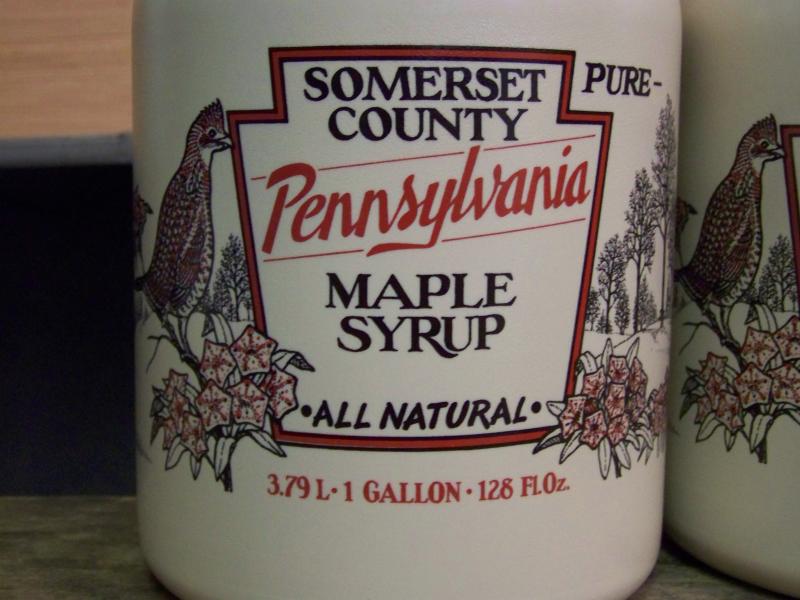 SOMERSET
COUNTY
PURE-
Pennsylvania
MAPLE
SYRUP
•ALL NATURAL•
3.79 L • 1 GALLON • 128 Fl.Oz.